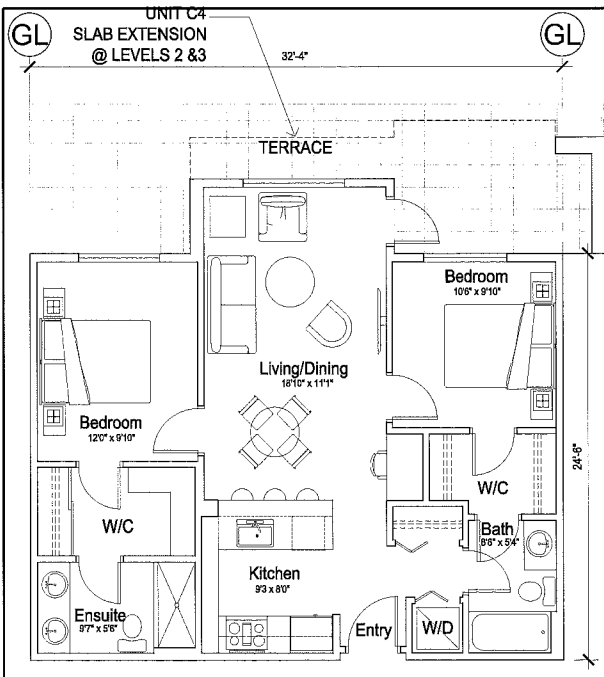 UNIT C4
GL
SLAB EXTENSION
GL
@ LEVELS 2 &3
32'-4"
TERRACE
Bedroom
10'6" x 9'10"
Living/Dining
18'10" x 11'1"
Bedroom
12'0" x 9'10"
24'-6"
W/C
W/C
Bath
8'6" x 5'4"
Kitchen
9'3 x 8'0"
Ensuite
9'7" x 5'6"
Entry
W/D